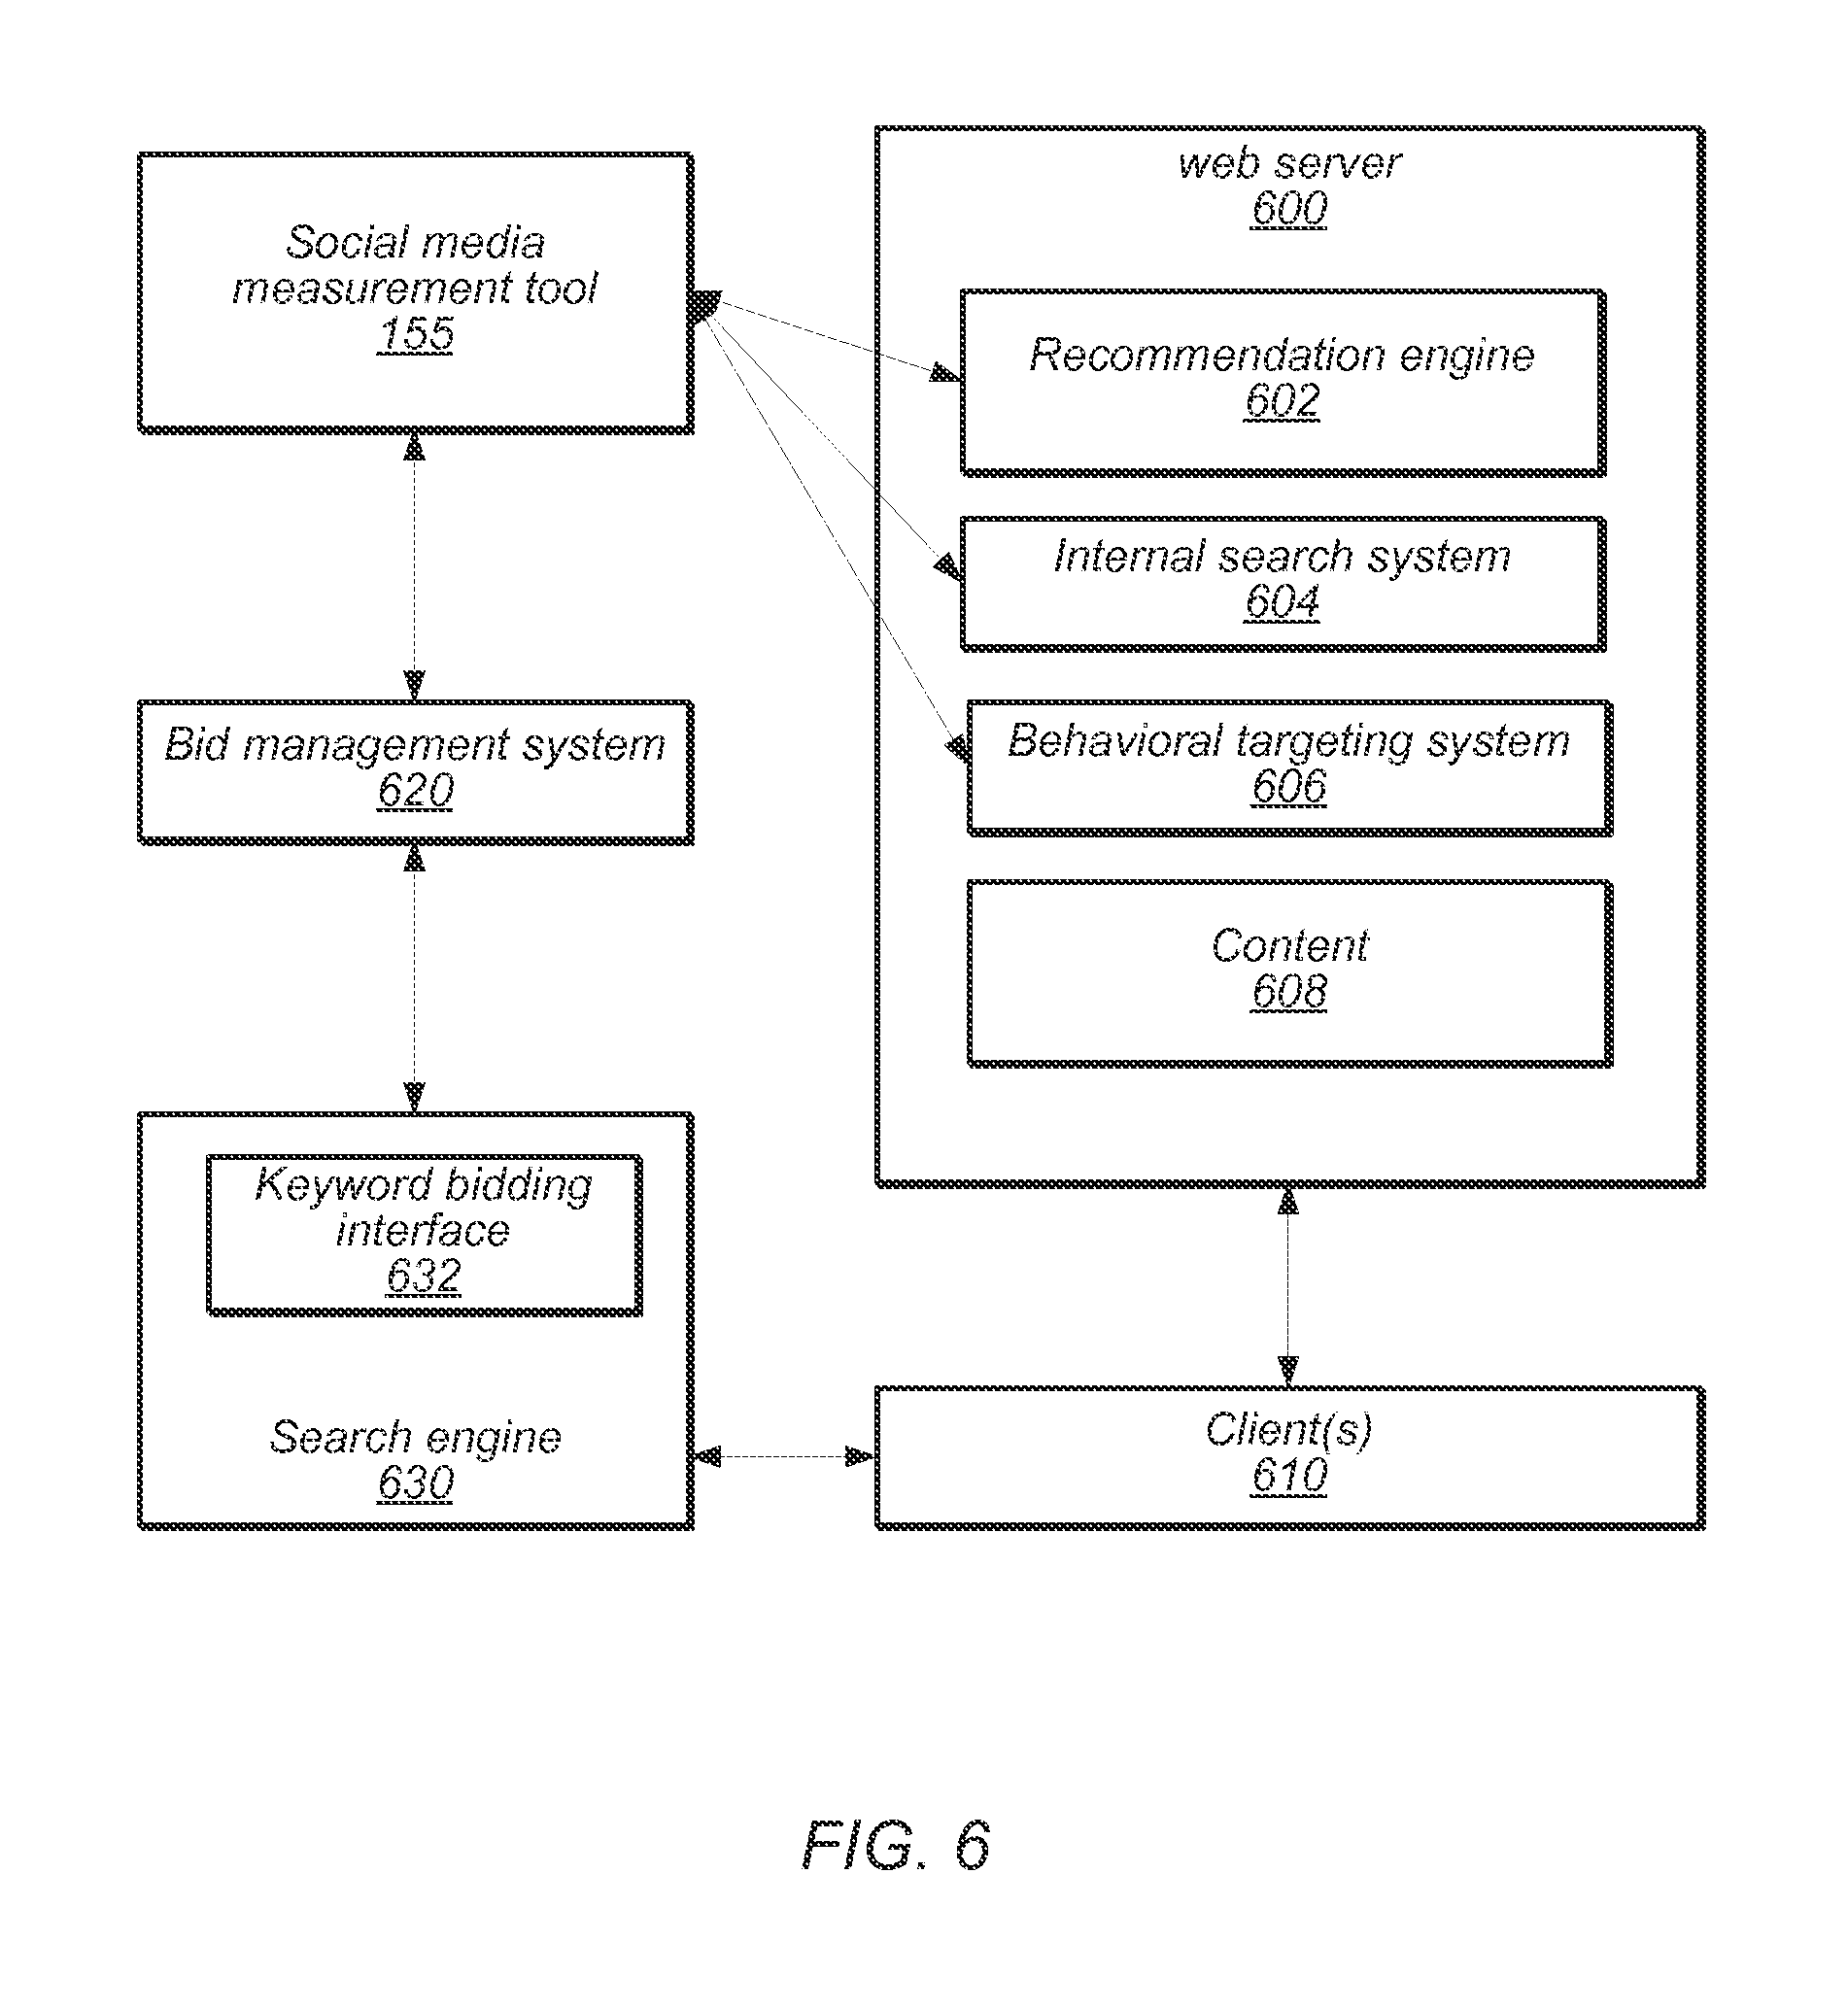 Social media
measurement tool
155
web server
600
Recommendation engine
602
Internal search system
604
Behavioral targeting system
606
Content
608
Bid management system
620
Keyword bidding
interface
632
Search engine
630
Client(s)
610
FIG. 6